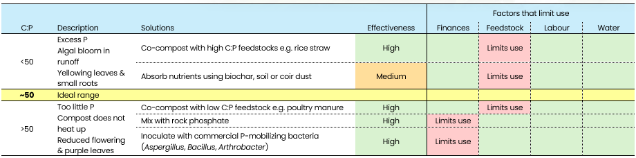 Factors that limit use
C:P Description Solutions Effectiveness Finances Feedstock Labour Water
<50
Excess P
Algal bloom in
runoff
Co-compost with high C:P feedstocks e.g. rice straw High Limits use
Yellowing leaves &
small roots
Absorb nutrients using biochar, soil or coir dust Medium Limits use
~50 Ideal range
>50
Too little P
Compost does not
heat up
Reduced flowering
& purple leaves
Co-compost with low C:P feedstock e.g. poultry manure High Limits use
Mix with rock phosphate High Limits use
Inoculate with commercial P-mobilizing bacteria
(Aspergillus, Bacillus, Arthrobacter) High Limits use